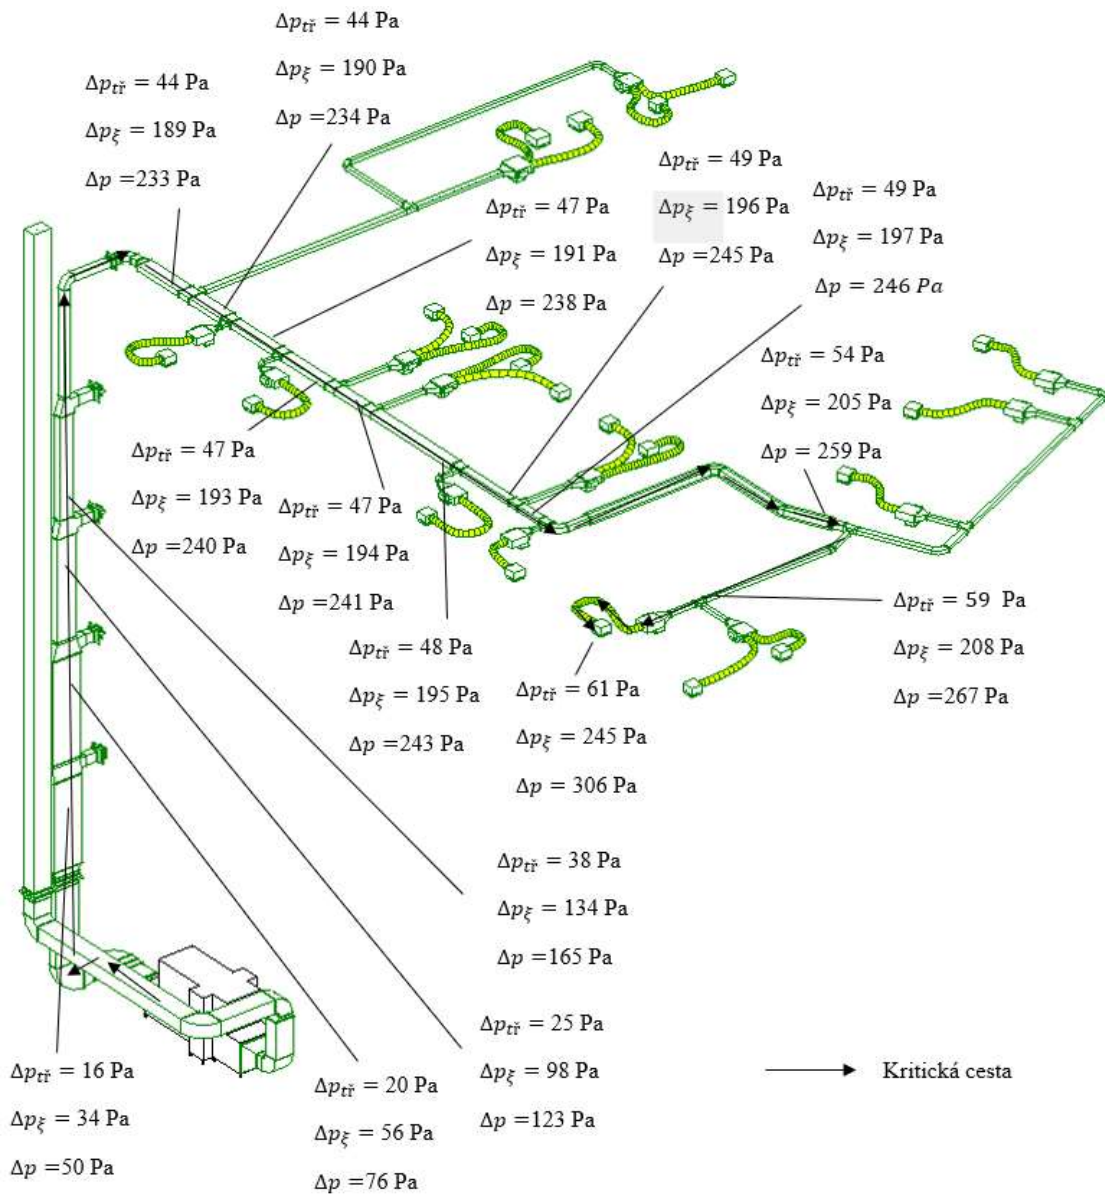 Δp_tř = 44 Pa
Δp_ξ = 190 Pa
Δp =234 Pa
Δp_tř = 44 Pa
Δp_ξ = 189 Pa
Δp =233 Pa
Δp_tř = 49 Pa
Δp_ξ = 196 Pa
Δp =245 Pa
Δp_tř = 49 Pa
Δp_ξ = 197 Pa
Δp = 246 Pa
Δp_tř = 47 Pa
Δp_ξ = 191 Pa
Δp = 238 Pa
Δp_tř = 54 Pa
Δp_ξ = 205 Pa
Δp = 259 Pa
Δp_tř = 47 Pa
Δp_ξ = 193 Pa
Δp =240 Pa
Δp_tř = 47 Pa
Δp_ξ = 194 Pa
Δp = 241 Pa
Δp_tř = 48 Pa
Δp_ξ = 195 Pa
Δp = 243 Pa
Δp_tř = 61 Pa
Δp_ξ = 245 Pa
Δp = 306 Pa
Δp_tř = 59 Pa
Δp_ξ = 208 Pa
Δp =267 Pa
Δp_tř = 38 Pa
Δp_ξ = 134 Pa
Δp =165 Pa
Δp_tř = 25 Pa
Δp_ξ = 98 Pa
Δp =123 Pa
Kritická cesta
Δp_tř = 16 Pa
Δp_ξ = 34 Pa
Δp =50 Pa
Δp_tř = 20 Pa
Δp_ξ = 56 Pa
Δp =76 Pa